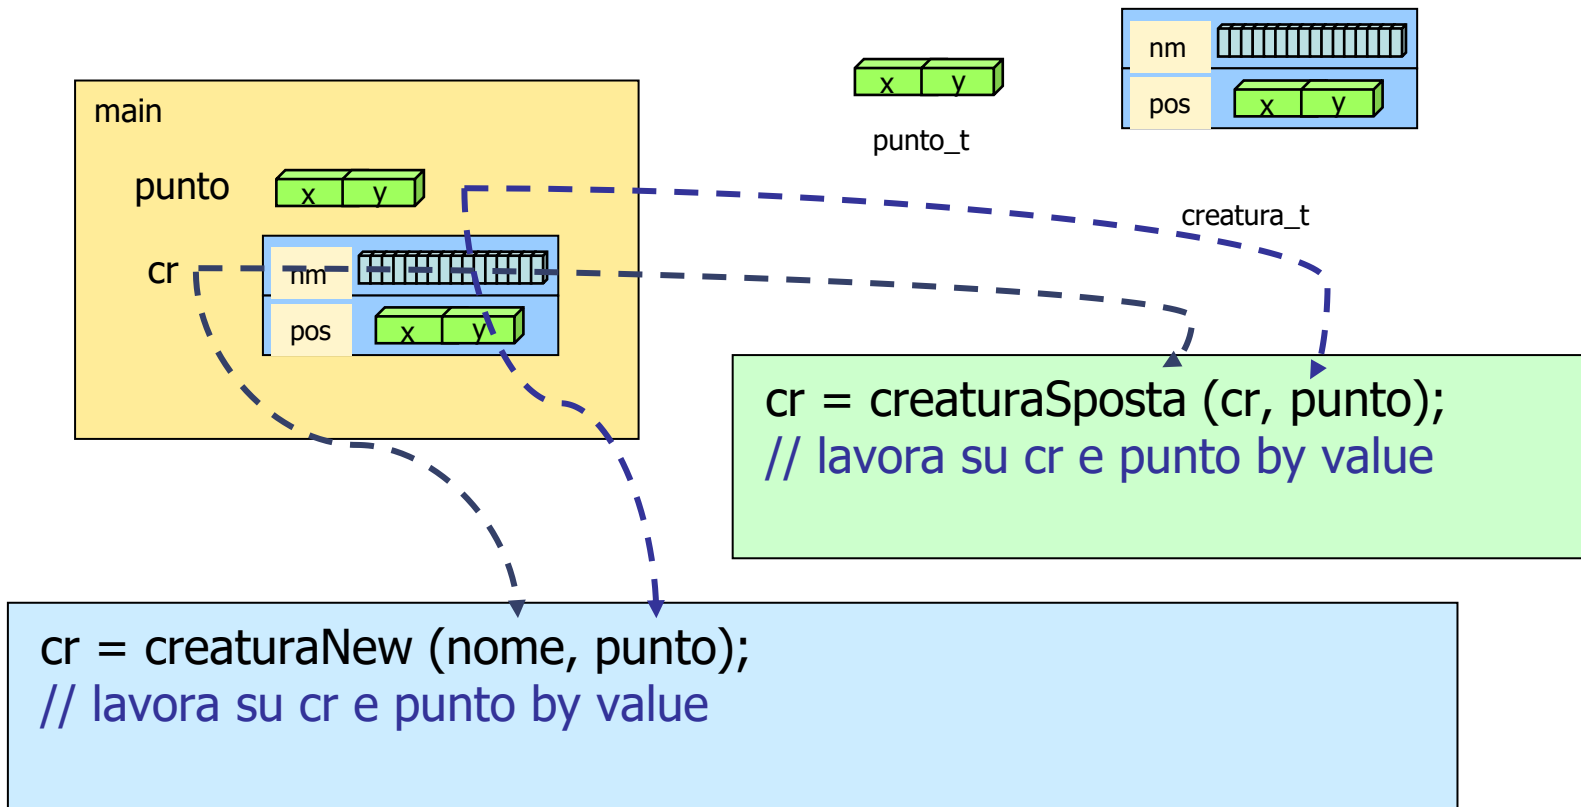 nm
x y
pos
x y
punto_t
main
punto
x y
creatura_t
cr
nm
pos
x y
cr = creaturaSposta (cr, punto);
// lavora su cr e punto by value
cr = creaturaNew (nome, punto);
// lavora su cr e punto by value